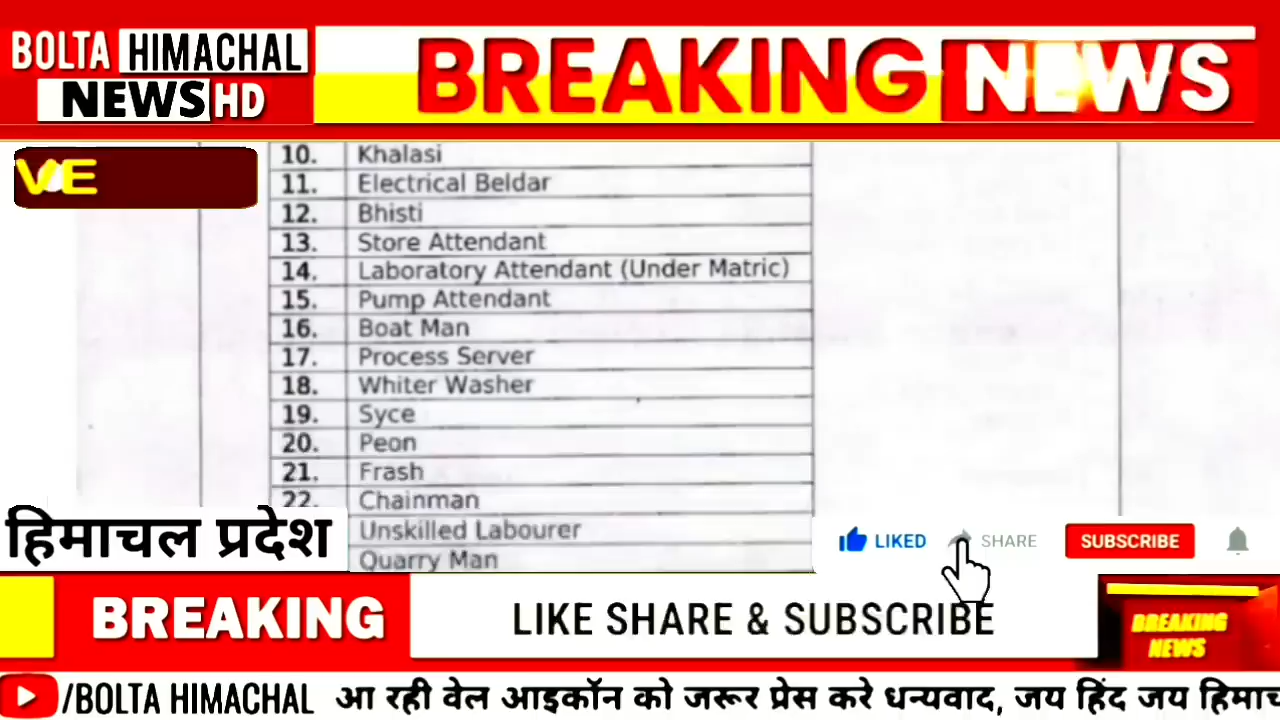 BOLTA HIMACHAL
NEWS HD
BREAKING NEWS
10. Khalasi
11. Electrical Beldar
12. Bhisti
13. Store Attendant
14. Laboratory Attendant (Under Matric)
15. Pump Attendant
16. Boat Man
17. Process Server
18. Whiter Washer
19. Syce
20. Peon
21. Frash
22. Chainman
Unskilled Labourer
Quarry Man
हिमाचल प्रदेश
LIKED SHARE SUBSCRIBE
BREAKING
LIKE SHARE & SUBSCRIBE
BREAKING
NEWS
/BOLTA HIMACHAL आ रही वेल आइकॉन को जरूर प्रेस करे धन्यवाद, जय हिंद जय हिमाच